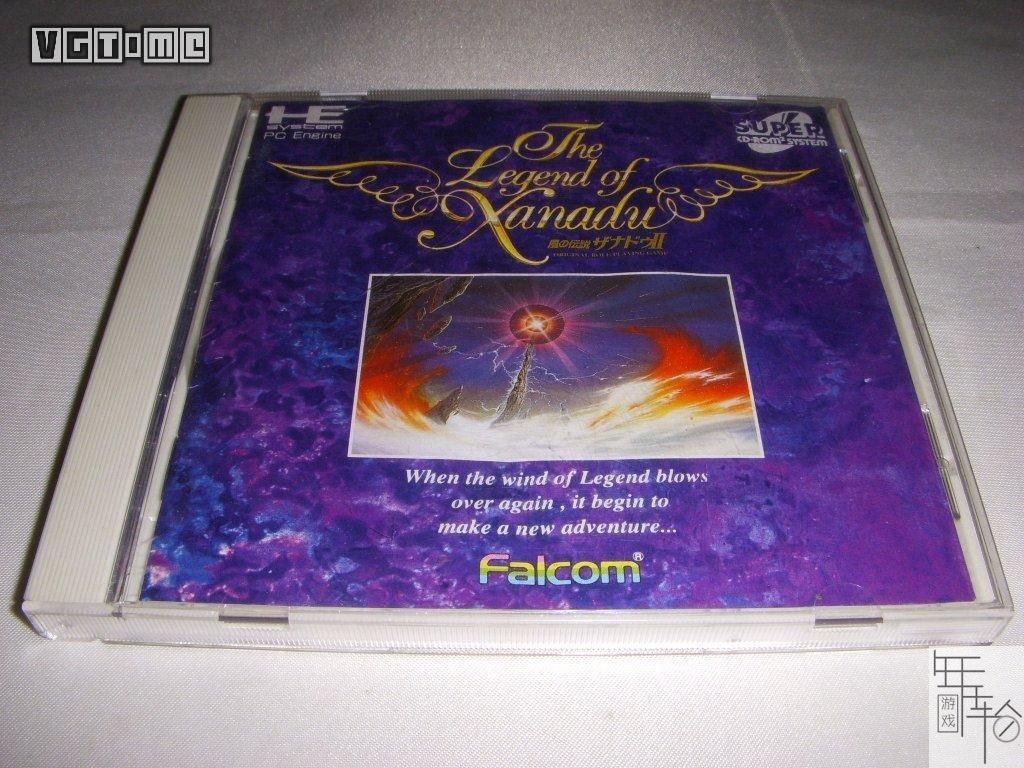 VGTIME
HE
system
PC Engine
SUPER
CD-ROM² SYSTEM
The
Legend of
Xanadu
風の伝説 ザナドゥII
ORIGINAL ROLE PLAYING GAME
When the wind of Legend blows
over again , it begin to
make a new adventure...
Falcom®
年轮
游戏